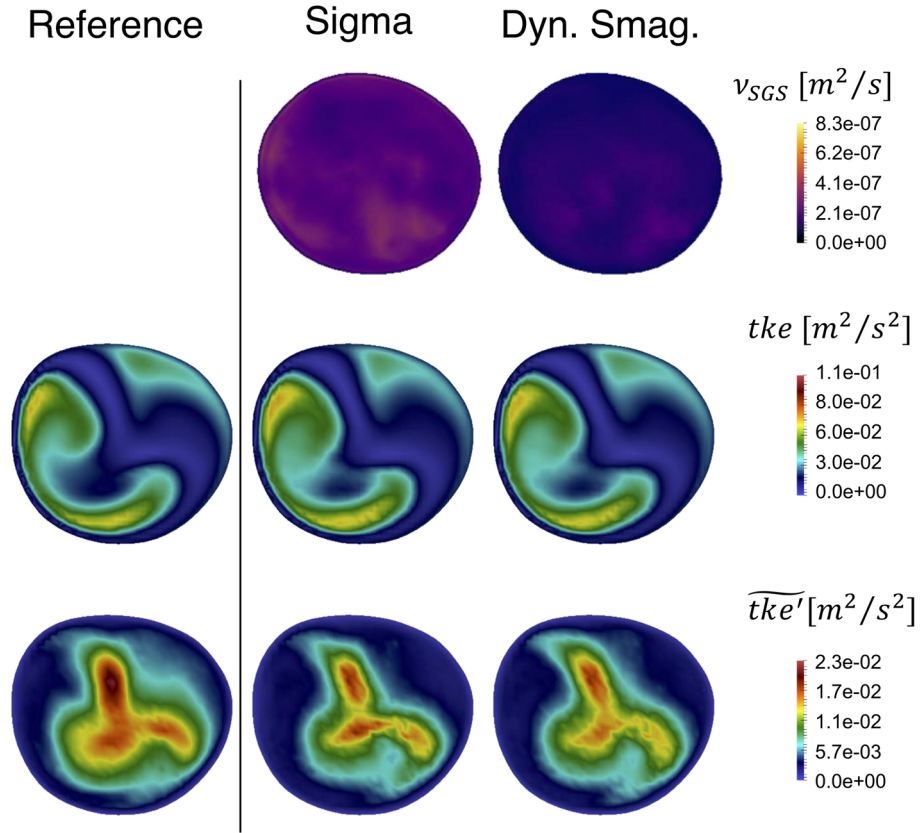 Reference Sigma Dyn. Smag.
ν_SGS [m²/s]
8.3e-07
6.2e-07
4.1e-07
2.1e-07
0.0e+00
tke [m²/s²]
1.1e-01
8.0e-02
6.0e-02
3.0e-02
0.0e+00
t͠ke′[m²/s²]
2.3e-02
1.7e-02
1.1e-02
5.7e-03
0.0e+00